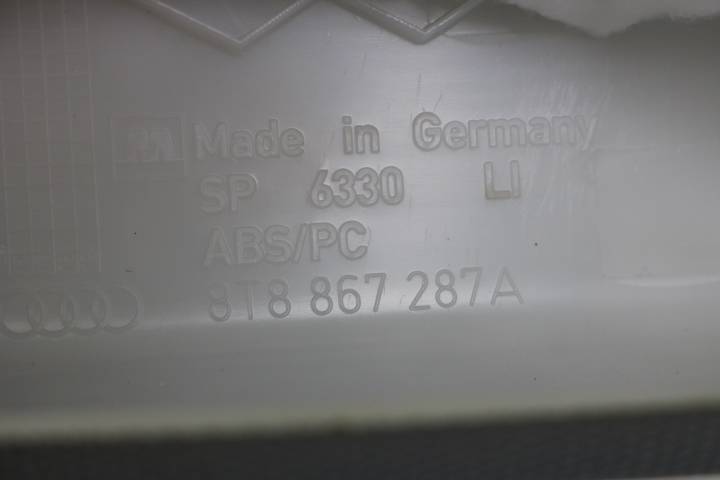 Made in Germany
SP 6330 LI
ABS/PC
8T8 867 287A